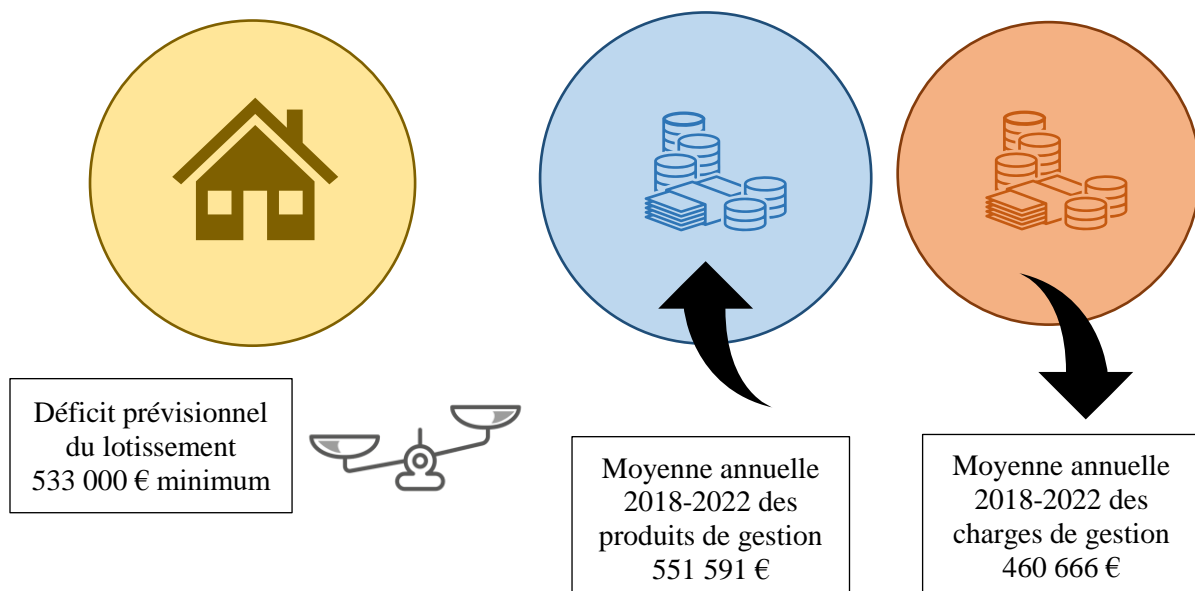 Déficit prévisionnel
du lotissement
533 000 € minimum
Moyenne annuelle
2018-2022 des
produits de gestion
551 591 €
Moyenne annuelle
2018-2022 des
charges de gestion
460 666 €